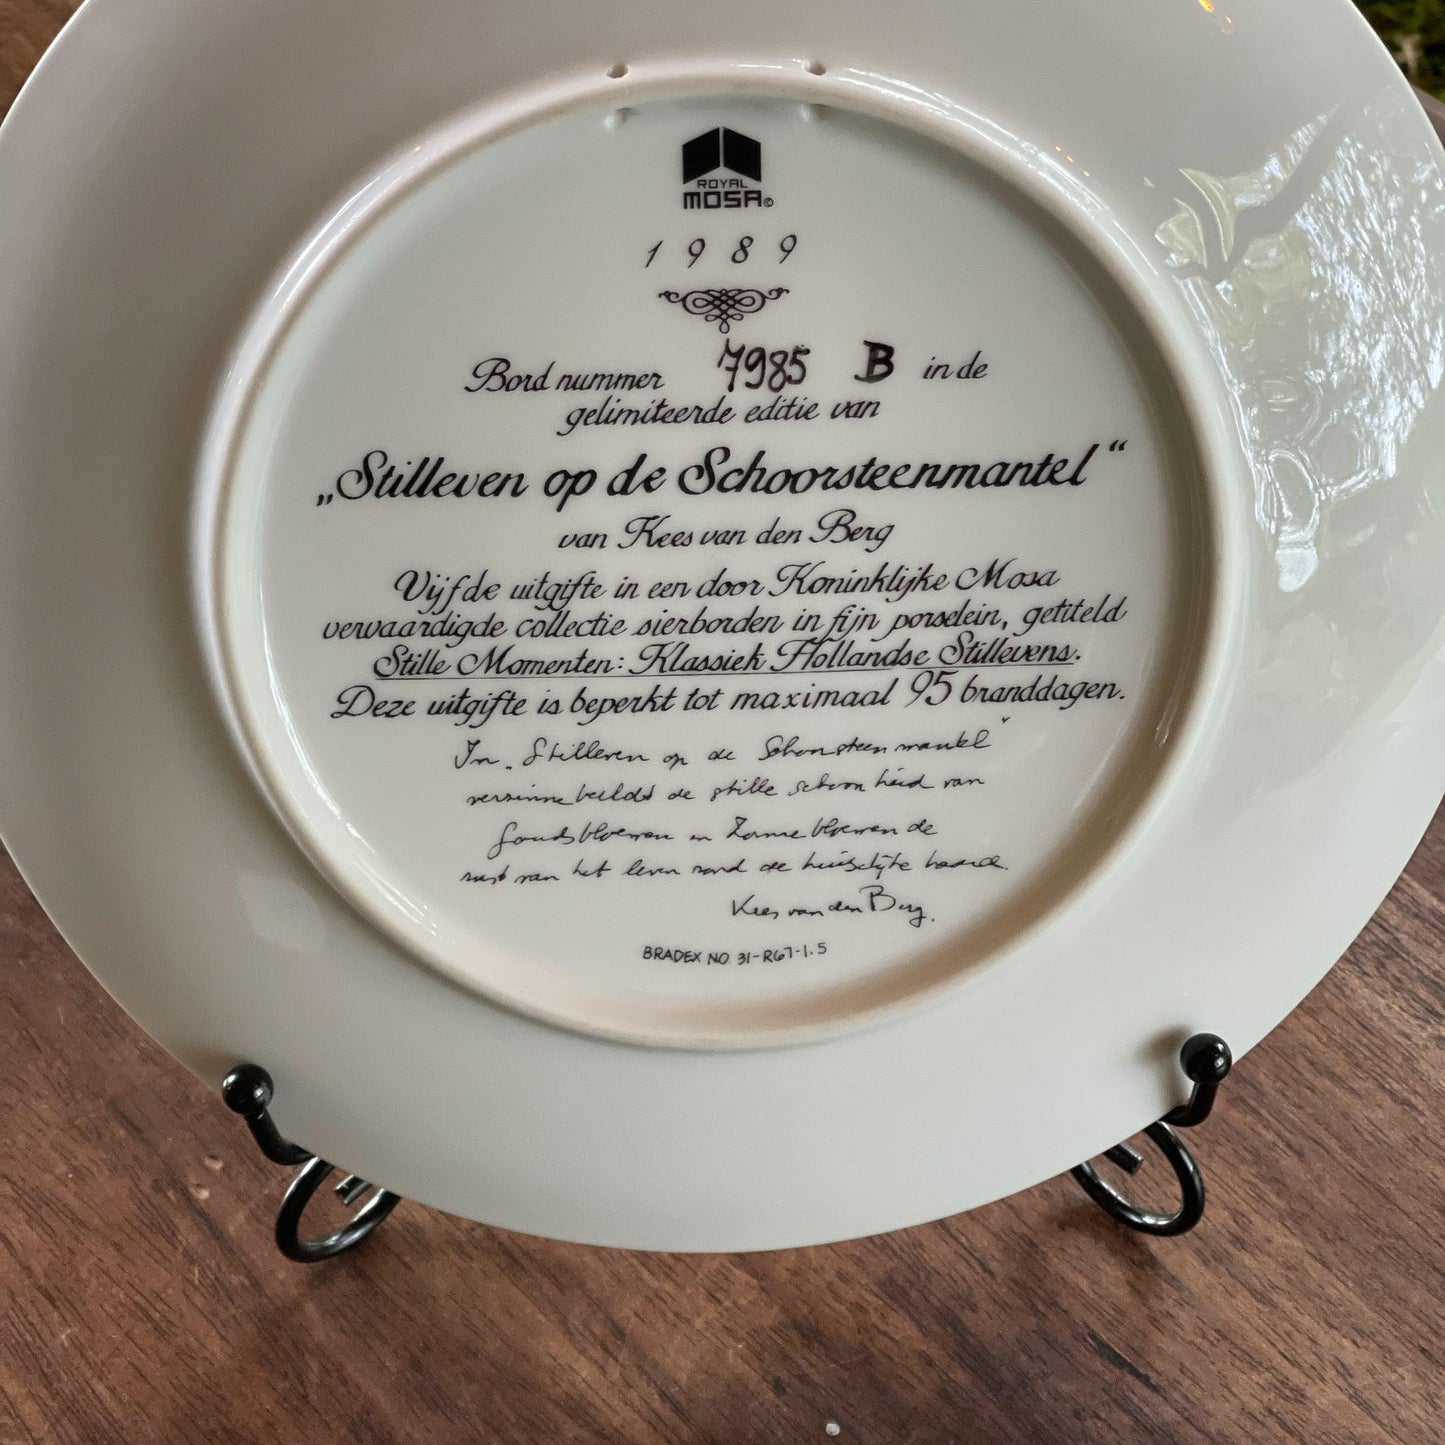 ROYAL
MOSA©
1989
Bord nummer 7985 B in de
gelimiteerde editie van
„Stilleven op de Schoorsteenmantel“
van Kees van den Berg
Vijfde uitgifte in een door Koninklijke Mosa
vervaardigde collectie sierborden in fijn porselein, getiteld
Stille Momenten: Klassiek Hollandse Stillevens.
Deze uitgifte is beperkt tot maximaal 95 branddagen.
In „Stilleven op de Schoorsteenmantel"
verzinnebeeldt de stille schoonheid van
Goudsbloemen en Zonnebloemen de
rust van het leven rond de huiselijke haard.
Kees van den Berg.
BRADEX NO. 31-R67-1.5